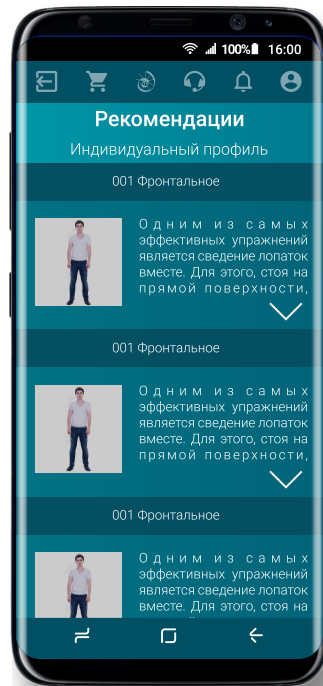 100% 16:00
Рекомендации
Индивидуальный профиль
001 Фронтальное
Одним из самых
эффективных упражнений
является сведение лопаток
вместе. Для этого, стоя на
прямой поверхности,
001 Фронтальное
Одним из самых
эффективных упражнений
является сведение лопаток
вместе. Для этого, стоя на
прямой поверхности,
001 Фронтальное
Одним из самых
эффективных упражнений
является сведение лопаток
вместе. Для этого, стоя на